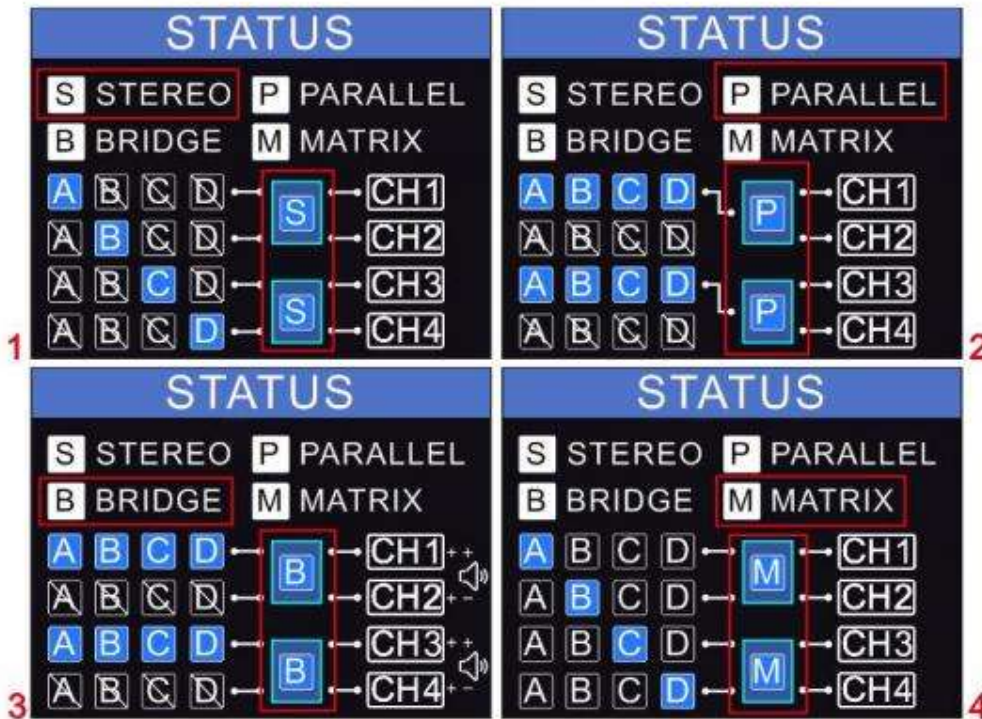 STATUS
S STEREO P PARALLEL
B BRIDGE M MATRIX
A B C D S CH1
A B C D CH2
A B C D S CH3
A B C D CH4
1
STATUS
S STEREO P PARALLEL
B BRIDGE M MATRIX
A B C D P CH1
A B C D CH2
A B C D P CH3
A B C D CH4
2
STATUS
S STEREO P PARALLEL
B BRIDGE M MATRIX
A B C D B CH1 + +
A B C D CH2 + -
A B C D B CH3 + +
A B C D CH4 + -
3
STATUS
S STEREO P PARALLEL
B BRIDGE M MATRIX
A B C D M CH1
A B C D CH2
A B C D M CH3
A B C D CH4
4